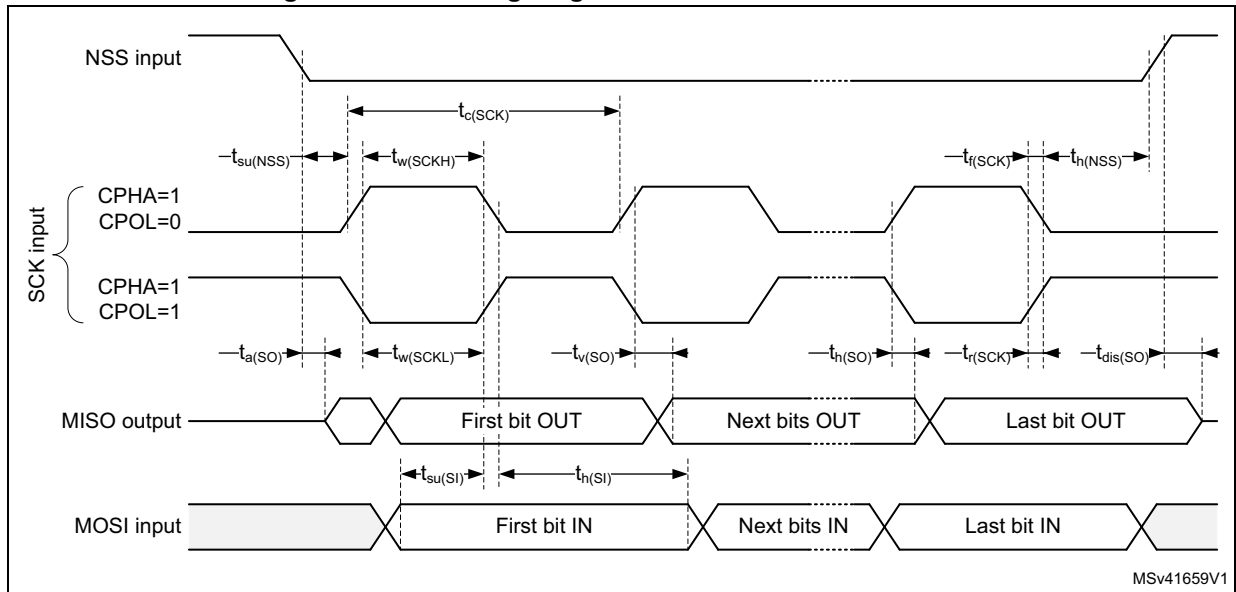 NSS input
tc(SCK)
tsu(NSS) tw(SCKH) tf(SCK) th(NSS)
SCK input
CPHA=1
CPOL=0
CPHA=1
CPOL=1
ta(SO) tw(SCKL) tv(SO) th(SO) tr(SCK) tdis(SO)
MISO output First bit OUT Next bits OUT Last bit OUT
tsu(SI) th(SI)
MOSI input First bit IN Next bits IN Last bit IN
MSv41659V1